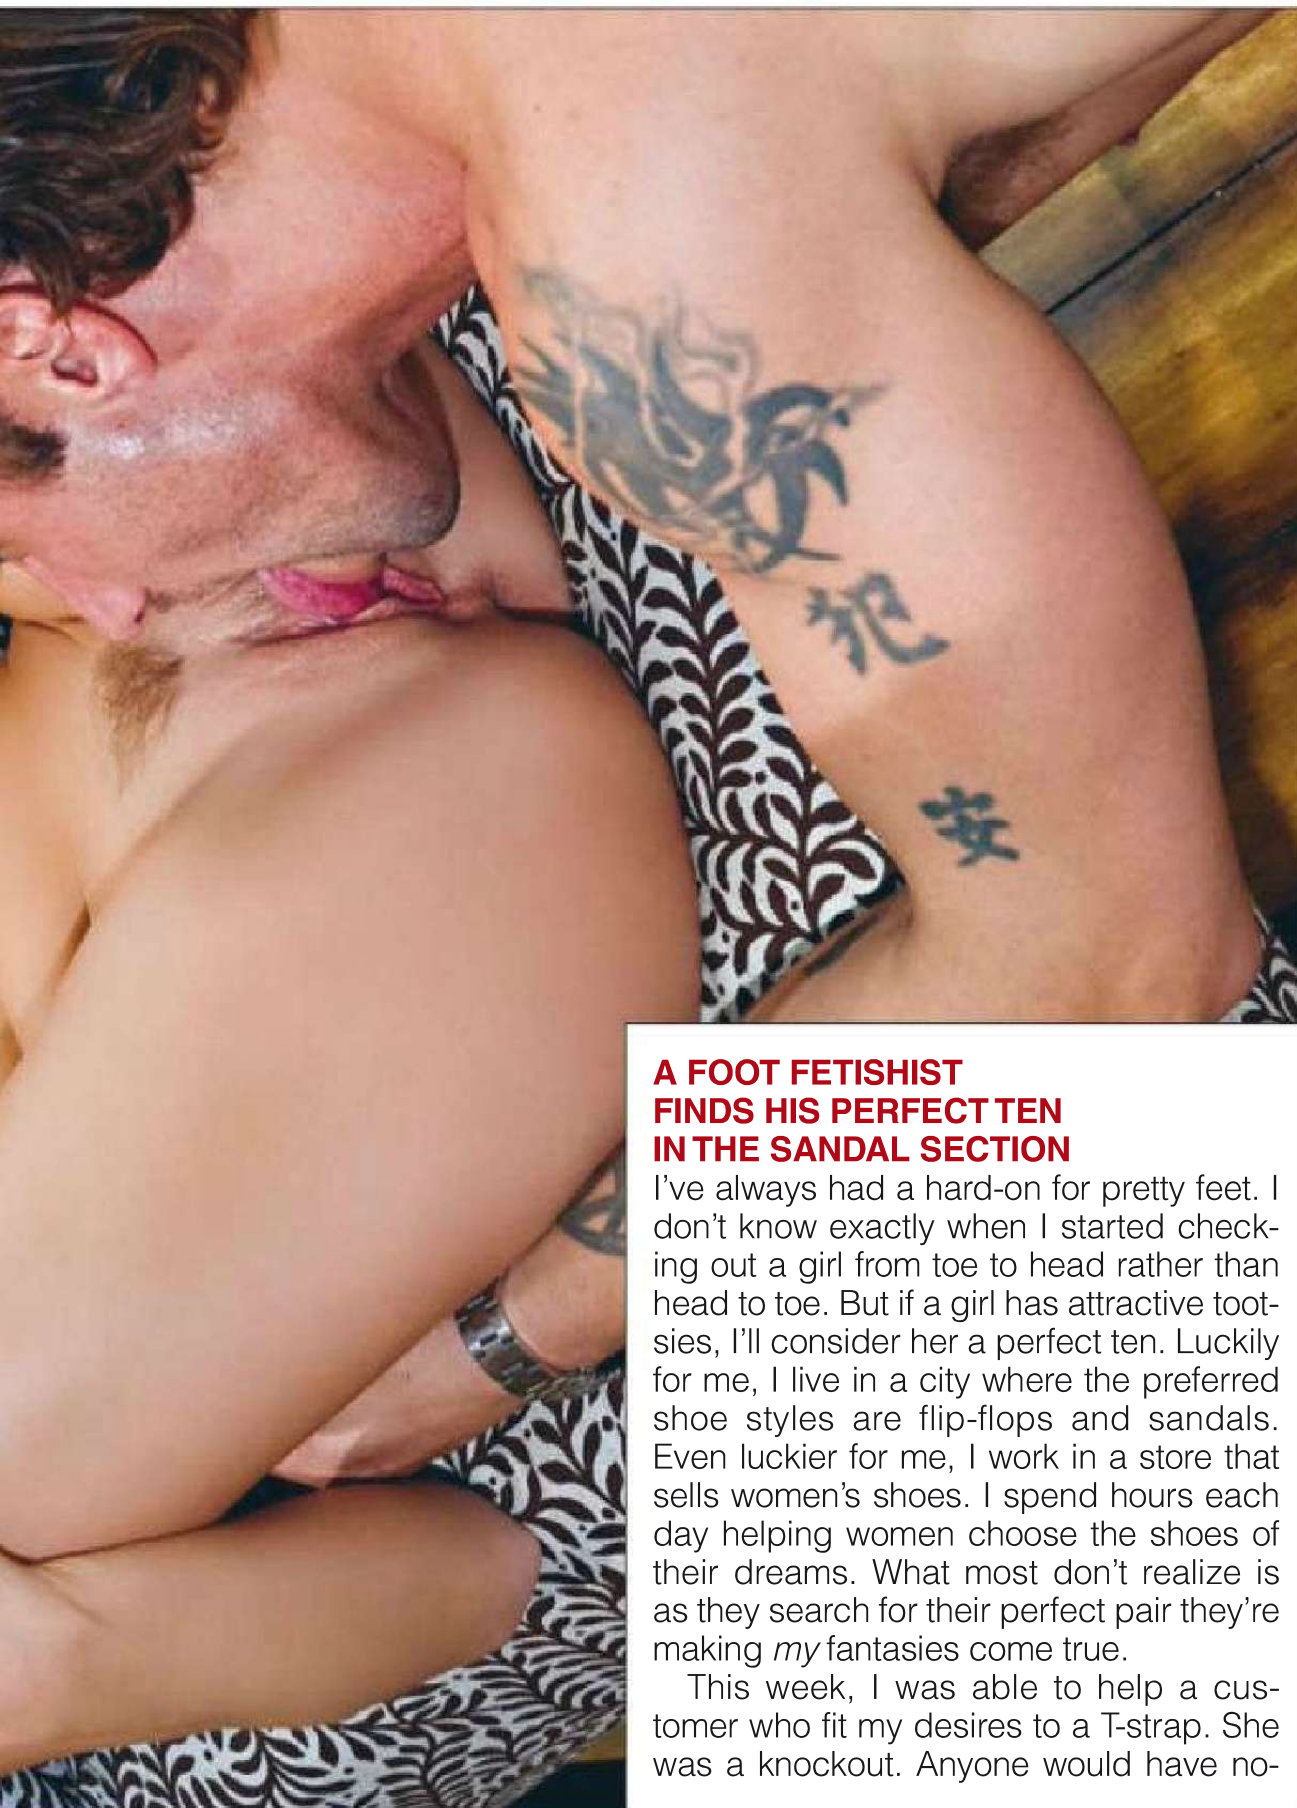 犯
安
A FOOT FETISHIST
FINDS HIS PERFECT TEN
IN THE SANDAL SECTION
I've always had a hard-on for pretty feet. I
don't know exactly when I started check-
ing out a girl from toe to head rather than
head to toe. But if a girl has attractive toot-
sies, I'll consider her a perfect ten. Luckily
for me, I live in a city where the preferred
shoe styles are flip-flops and sandals.
Even luckier for me, I work in a store that
sells women's shoes. I spend hours each
day helping women choose the shoes of
their dreams. What most don't realize is
as they search for their perfect pair they're
making my fantasies come true.
This week, I was able to help a cus-
tomer who fit my desires to a T-strap. She
was a knockout. Anyone would have no-